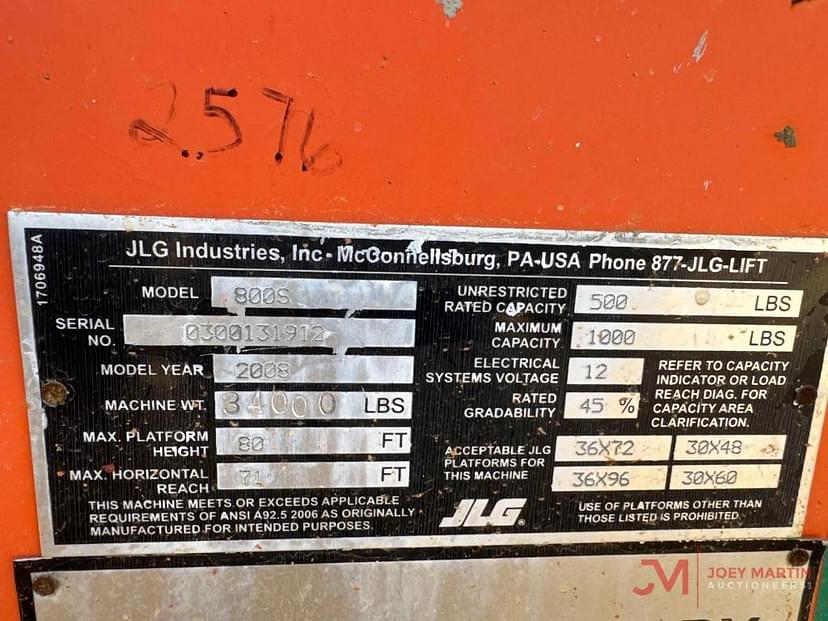 2576
1706948A
JLG Industries, Inc - McConnellsburg, PA-USA Phone 877-JLG-LIFT
MODEL 800S
SERIAL NO. 0300131912
MODEL YEAR 2008
MACHINE WT. 34000 LBS
MAX. PLATFORM HEIGHT 80 FT
MAX. HORIZONTAL REACH 71 FT
THIS MACHINE MEETS OR EXCEEDS APPLICABLE
REQUIREMENTS OF ANSI A92.5 2006 AS ORIGINALLY
MANUFACTURED FOR INTENDED PURPOSES.
UNRESTRICTED RATED CAPACITY 500 LBS
MAXIMUM CAPACITY 1000 LBS
ELECTRICAL SYSTEMS VOLTAGE 12
RATED GRADABILITY 45 %
REFER TO CAPACITY
INDICATOR OR LOAD
REACH DIAG. FOR
CAPACITY AREA
CLARIFICATION.
ACCEPTABLE JLG
PLATFORMS FOR
THIS MACHINE
36X72 30X48
36X96 30X60
JLG
USE OF PLATFORMS OTHER THAN
THOSE LISTED IS PROHIBITED.
JM JOEY MARTIN
AUCTIONEERS